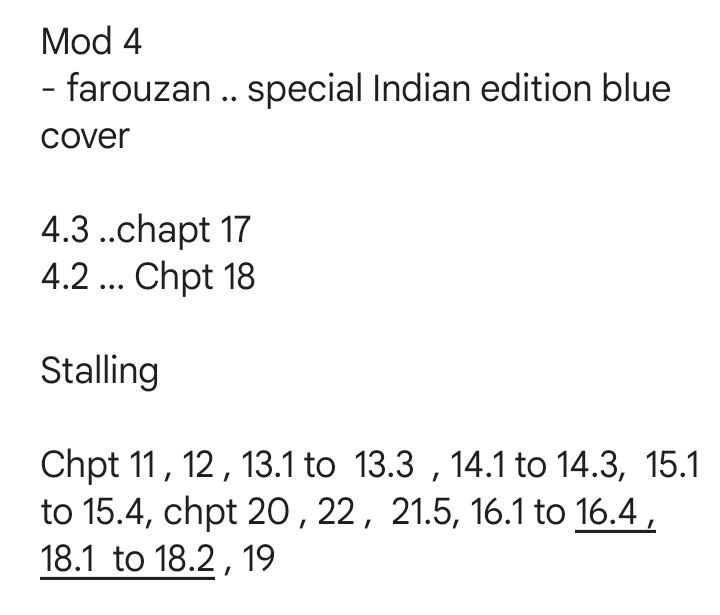 Mod 4
- farouzan .. special Indian edition blue
cover
4.3 ..chapt 17
4.2 ... Chpt 18
Stalling
Chpt 11 , 12 , 13.1 to  13.3  , 14.1 to 14.3,  15.1
to 15.4, chpt 20 , 22 ,  21.5, 16.1 to 16.4 ,
18.1  to 18.2 , 19